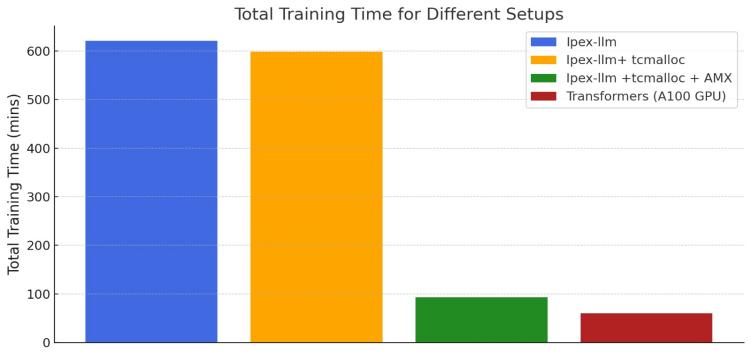 Total Training Time for Different Setups
Ipex-llm
Ipex-llm+ tcmalloc
Ipex-llm +tcmalloc + AMX
Transformers (A100 GPU)
Total Training Time (mins)
600
500
400
300
200
100
0